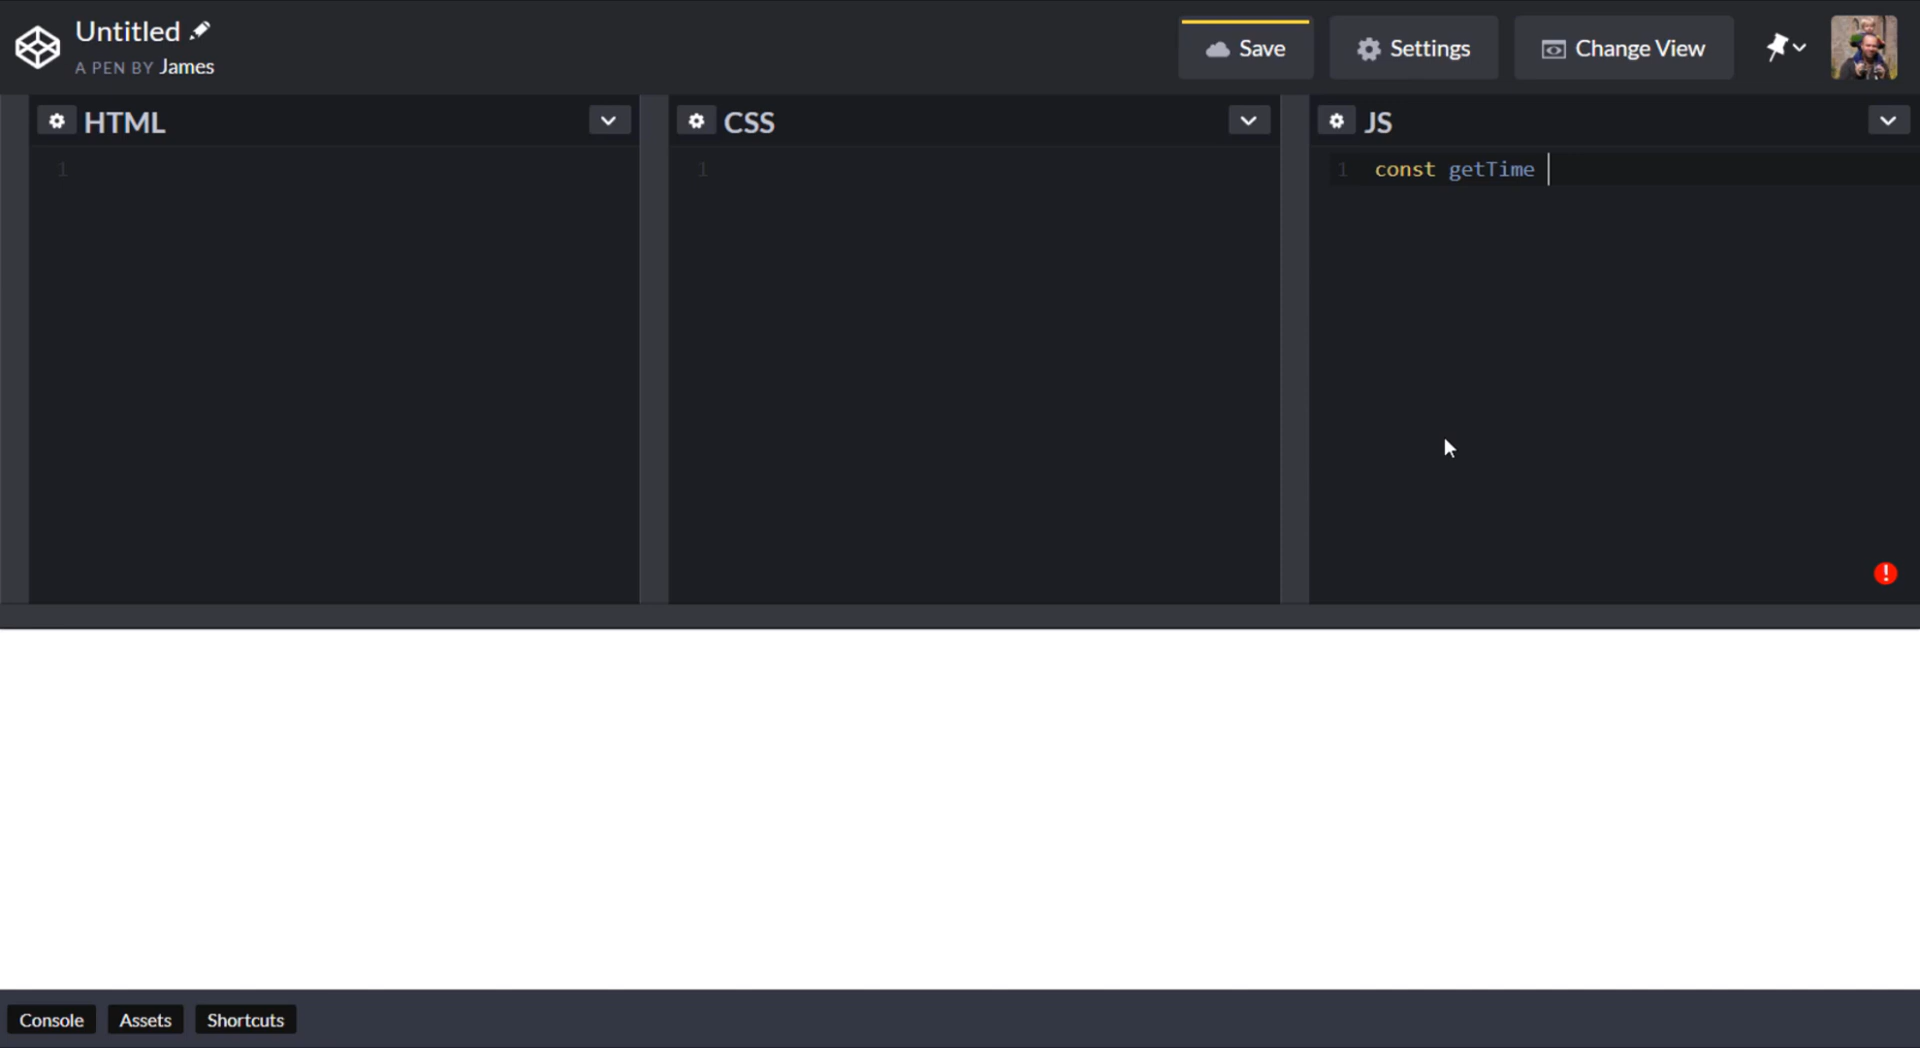 Untitled
A PEN BY James
Save
Settings
Change View
HTML
CSS
JS
1
1
1 const getTime
!
Console
Assets
Shortcuts